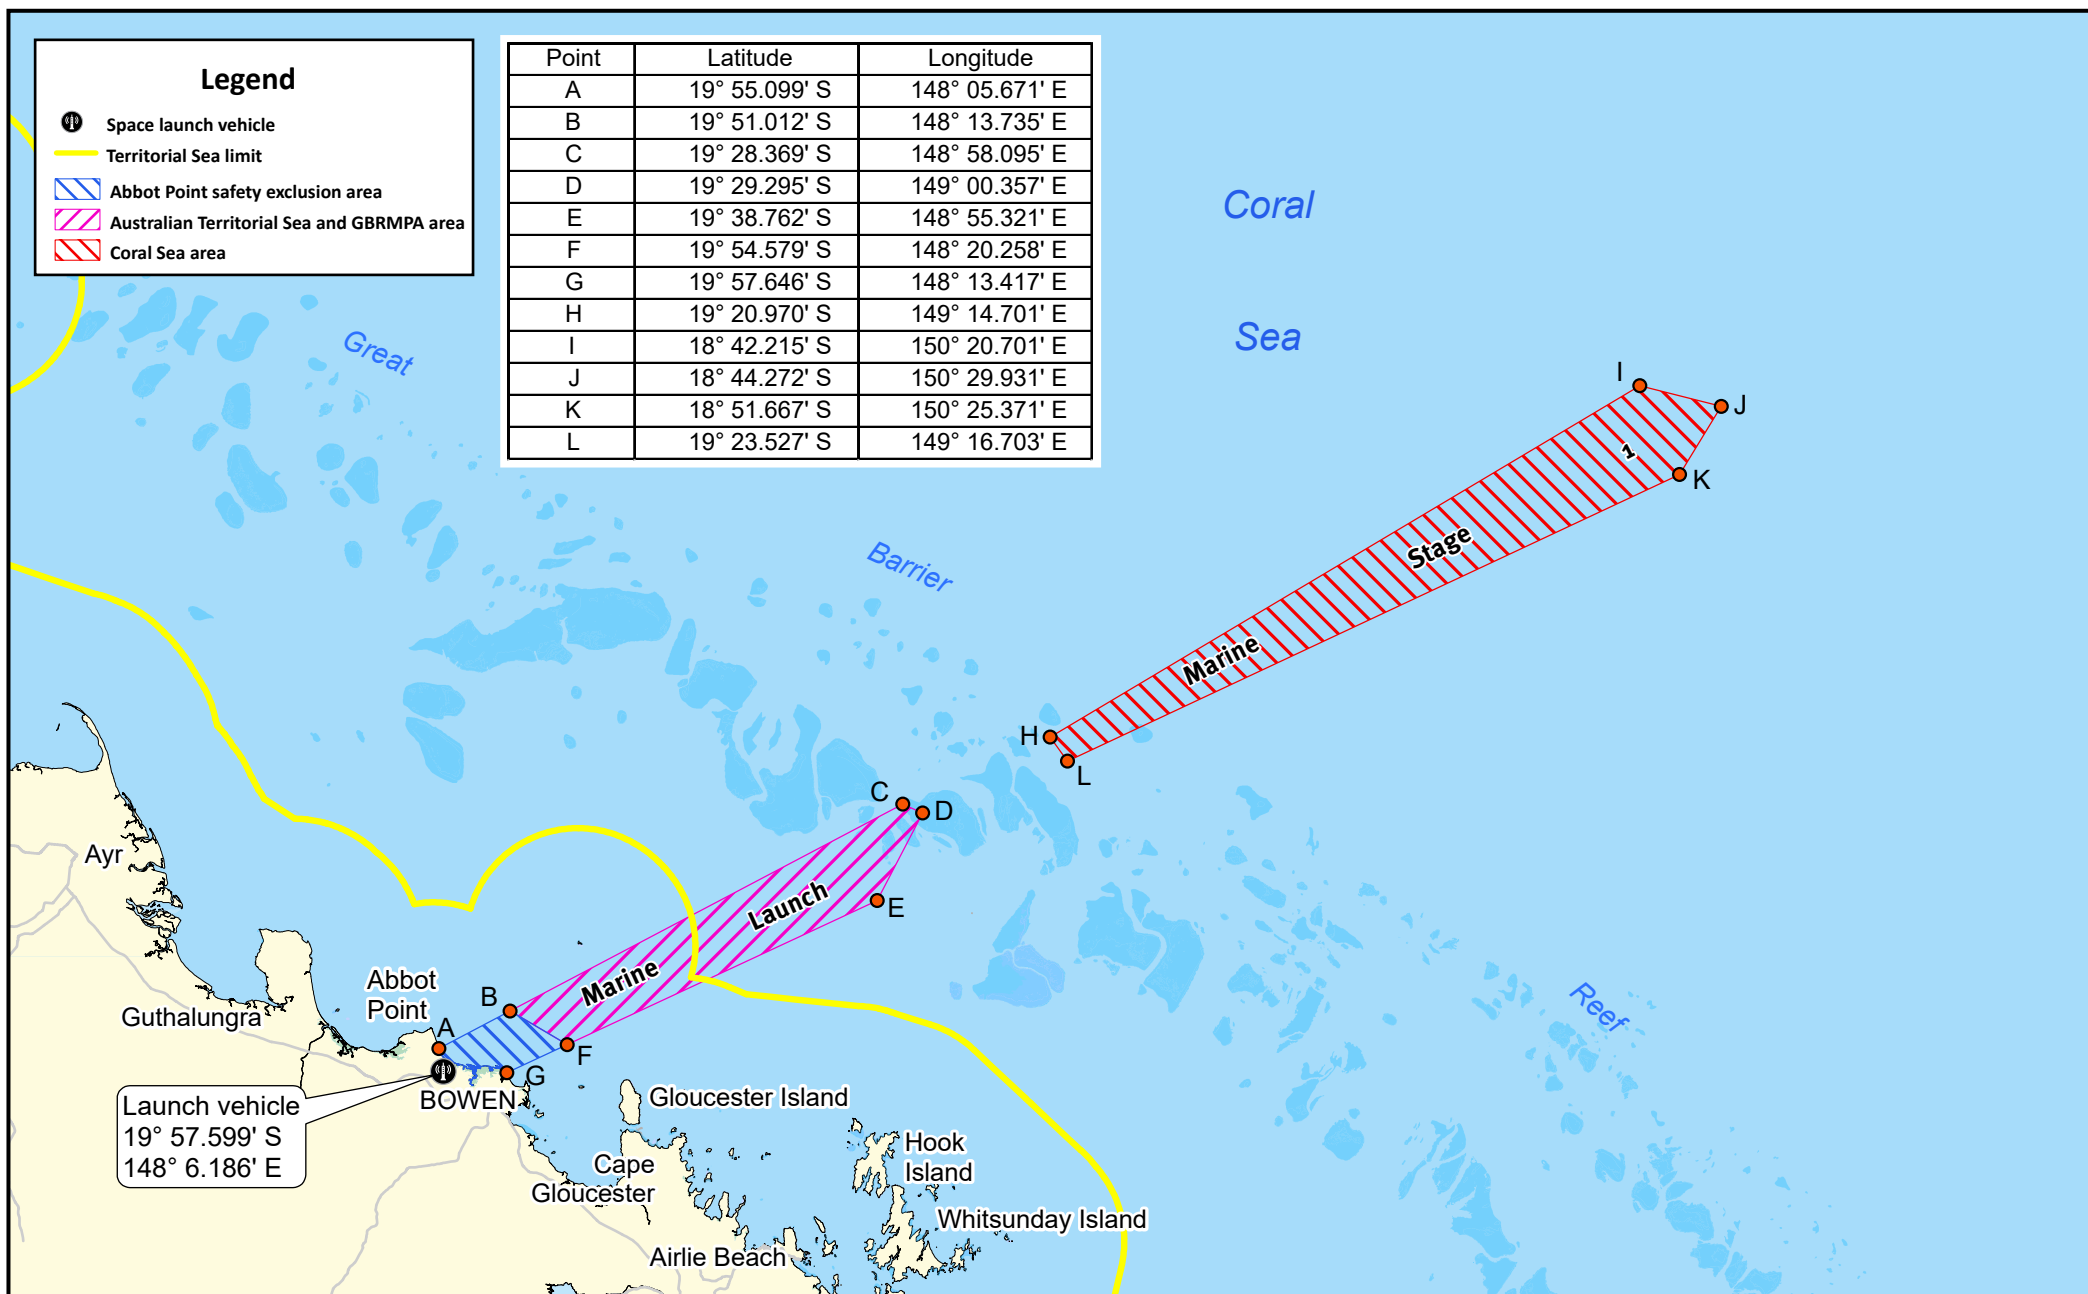 Legend
Space launch vehicle
Territorial Sea limit
Abbot Point safety exclusion area
Australian Territorial Sea and GBRMPA area
Coral Sea area
Point Latitude Longitude
A 19° 55.099' S 148° 05.671' E
B 19° 51.012' S 148° 13.735' E
C 19° 28.369' S 148° 58.095' E
D 19° 29.295' S 149° 00.357' E
E 19° 38.762' S 148° 55.321' E
F 19° 54.579' S 148° 20.258' E
G 19° 57.646' S 148° 13.417' E
H 19° 20.970' S 149° 14.701' E
I 18° 42.215' S 150° 20.701' E
J 18° 44.272' S 150° 29.931' E
K 18° 51.667' S 150° 25.371' E
L 19° 23.527' S 149° 16.703' E
Coral
Sea
Great
Barrier
Reef
I
J
K
1
Stage
Marine
H
L
C
D
E
Launch
Marine
B
A
F
G
Ayr
Abbot
Point
Guthalungra
BOWEN
Launch vehicle
19° 57.599' S
148° 6.186' E
Gloucester Island
Cape
Gloucester
Hook
Island
Whitsunday Island
Airlie Beach